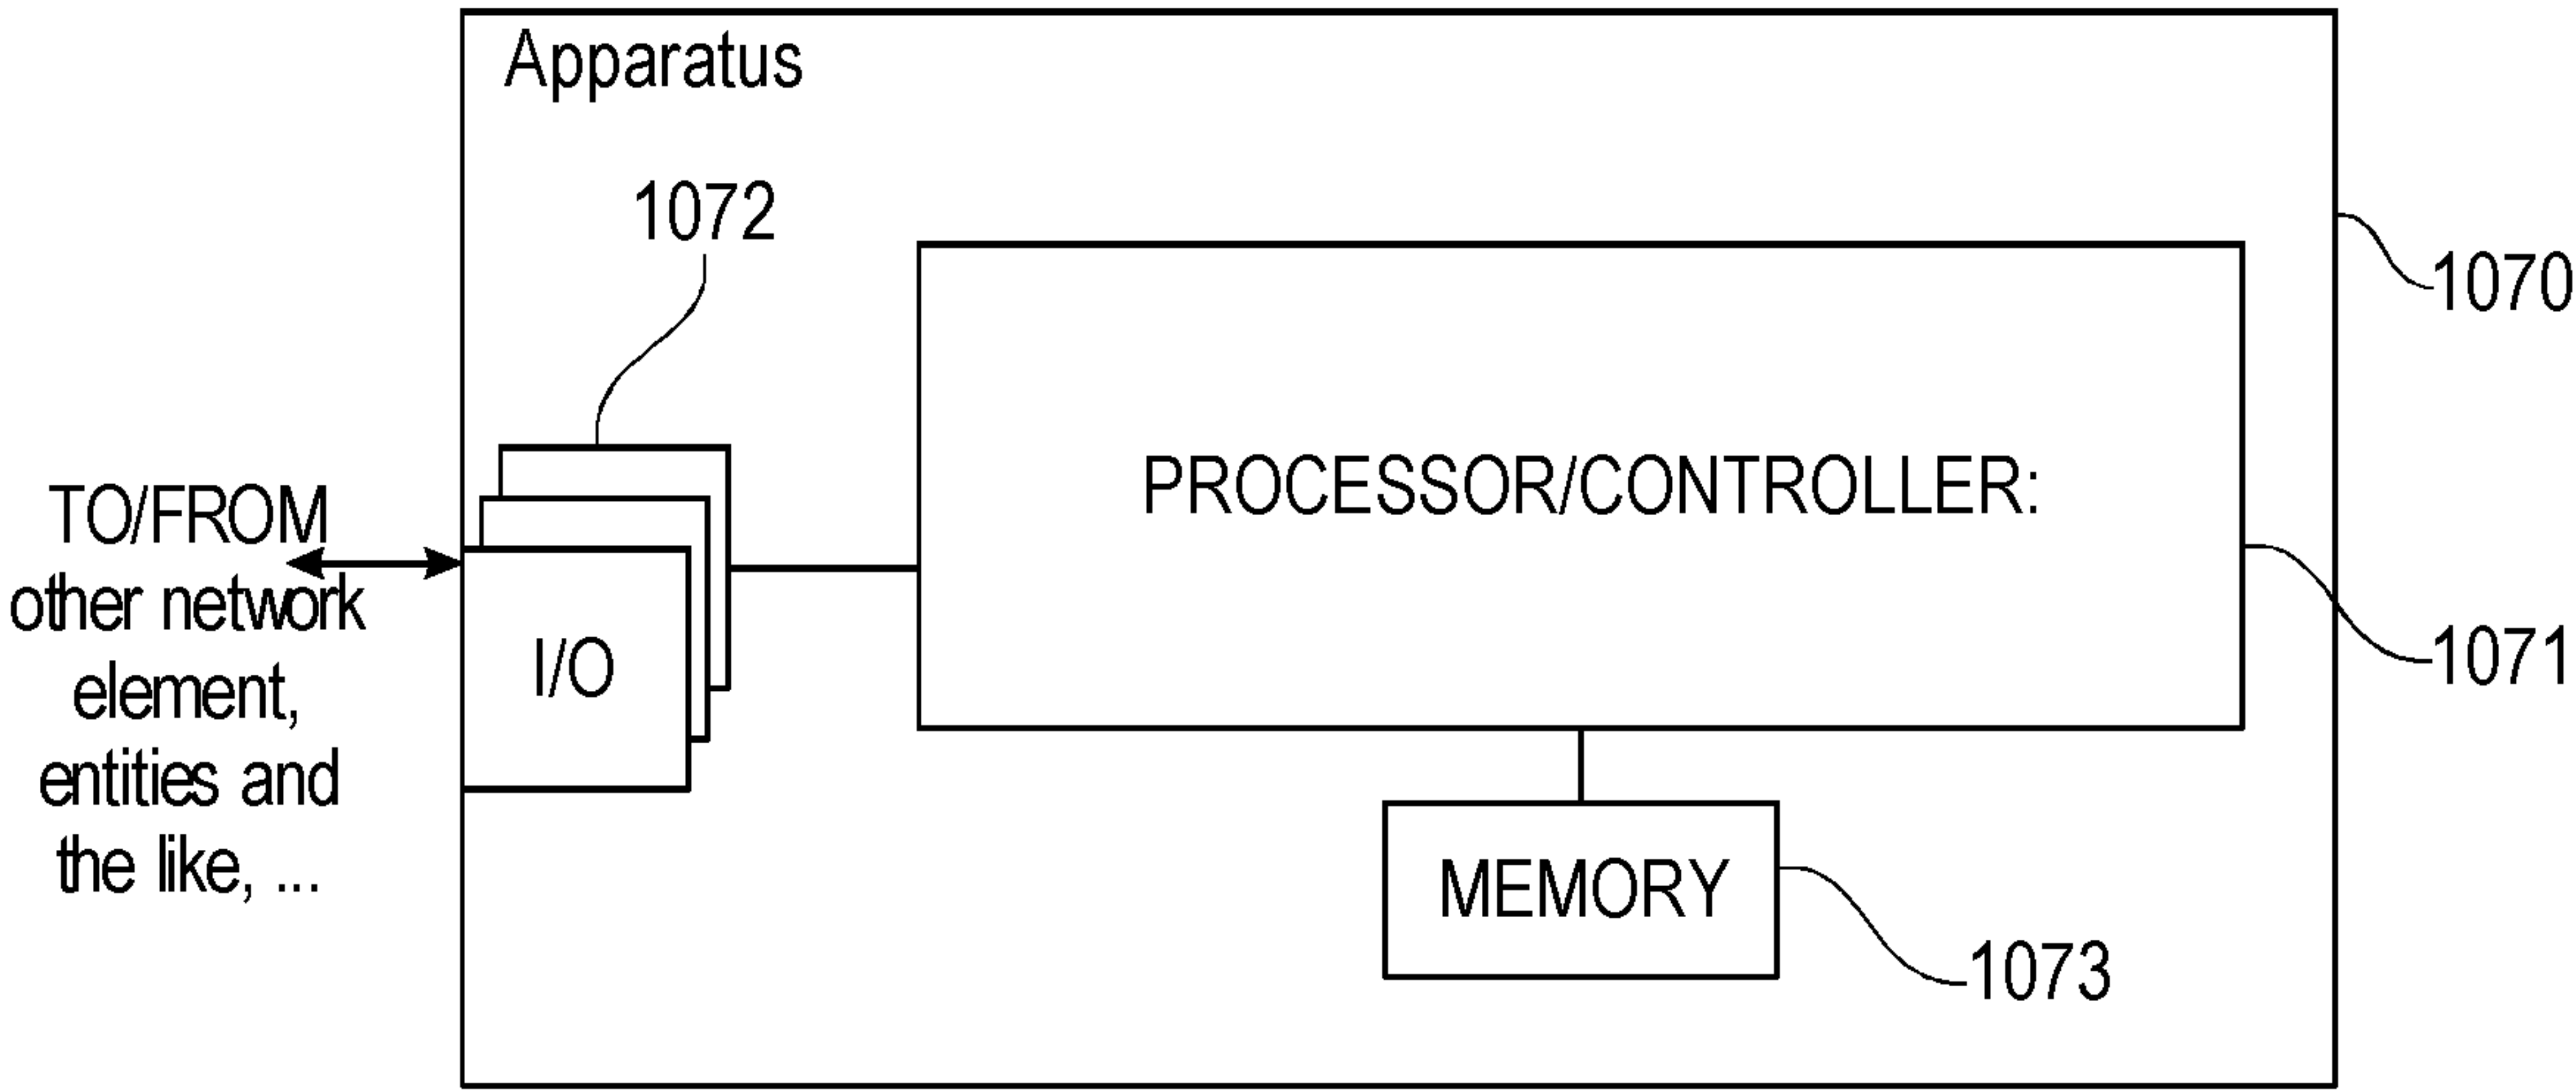 Apparatus
1072
1070
PROCESSOR/CONTROLLER:
TO/FROM
other network
element,
entities and
the like, ...
I/O
1071
MEMORY
1073